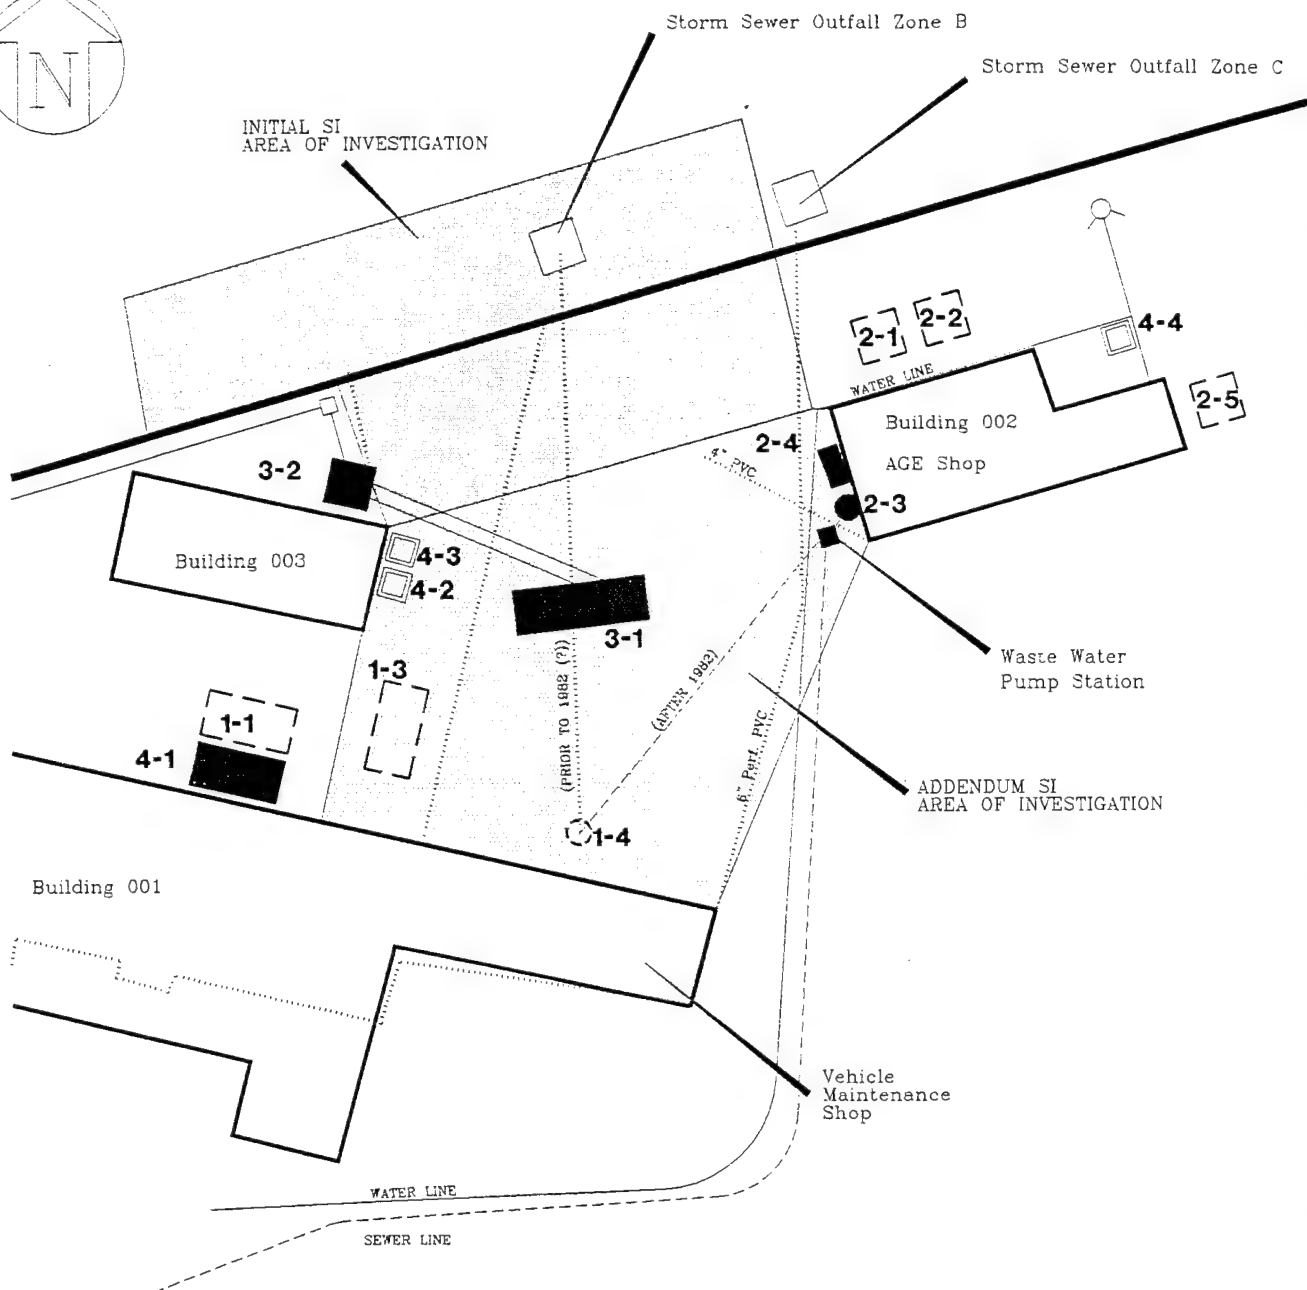 Storm Sewer Outfall Zone B
Storm Sewer Outfall Zone C
N
INITIAL SI
AREA OF INVESTIGATION
4-4
2-2
2-1
WATER LINE
2-5
Building 002
AGE Shop
2-4
4" PVC
3-2
2-3
Building 003
4-3
4-2
3-1
(PRIOR TO 1982 (?))
(AFTER 1982)
Waste Water
Pump Station
1-3
1-1
4-1
6" Perf. PVC
ADDENDUM SI
AREA OF INVESTIGATION
1-4
Building 001
Vehicle
Maintenance
Shop
WATER LINE
SEWER LINE